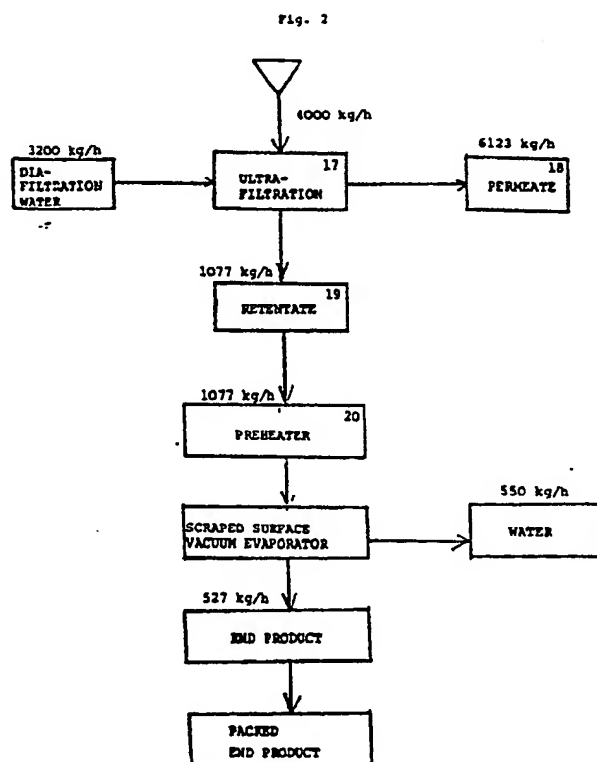 Fig. 2
4000 kg/h
3200 kg/h
DIA-
FILTRATION
WATER
17
ULTRA-
FILTRATION
6123 kg/h
18
PERMEATE
1077 kg/h
19
RETENTATE
1077 kg/h
20
PREHEATER
SCRAPED SURFACE
VACUUM EVAPORATOR
550 kg/h
WATER
527 kg/h
END PRODUCT
PACKED
END PRODUCT